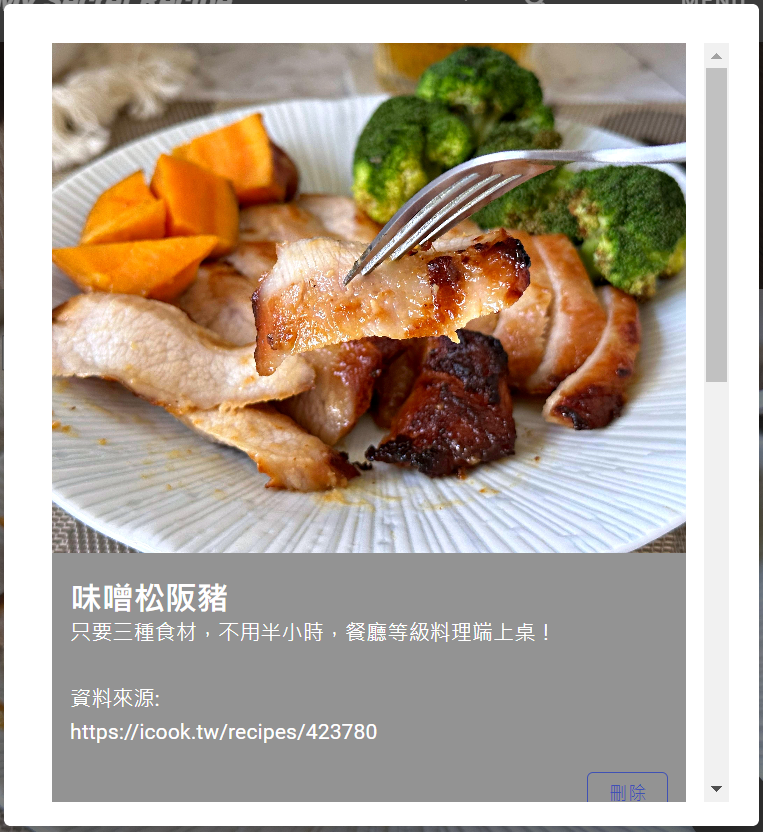 味噌松阪豬
只要三種食材，不用半小時，餐廳等級料理端上桌！
資料來源:
https://icook.tw/recipes/423780
刪除